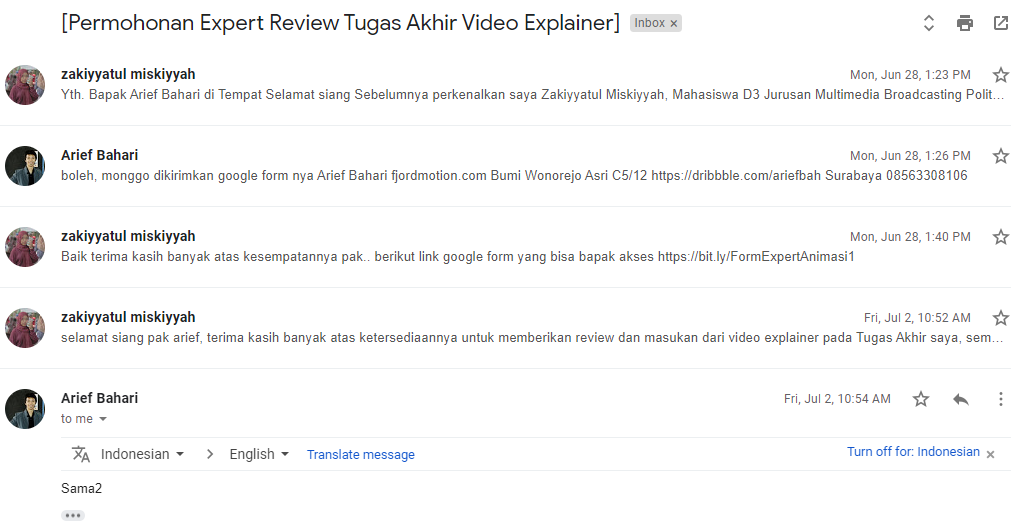 [Permohonan Expert Review Tugas Akhir Video Explainer] Inbox ×
zakiyyatul miskiyyah Mon, Jun 28, 1:23 PM
Yth. Bapak Arief Bahari di Tempat Selamat siang Sebelumnya perkenalkan saya Zakiyyatul Miskiyyah, Mahasiswa D3 Jurusan Multimedia Broadcasting Polit…
Arief Bahari Mon, Jun 28, 1:26 PM
boleh, monggo dikirimkan google form nya Arief Bahari fjordmotion.com Bumi Wonorejo Asri C5/12 https://dribbble.com/ariefbah Surabaya 08563308106
zakiyyatul miskiyyah Mon, Jun 28, 1:40 PM
Baik terima kasih banyak atas kesempatannya pak.. berikut link google form yang bisa bapak akses https://bit.ly/FormExpertAnimasi1
zakiyyatul miskiyyah Fri, Jul 2, 10:52 AM
selamat siang pak arief, terima kasih banyak atas ketersediaannya untuk memberikan review dan masukan dari video explainer pada Tugas Akhir saya, sem…
Arief Bahari Fri, Jul 2, 10:54 AM
to me
Indonesian > English Translate message Turn off for: Indonesian ×
Sama2